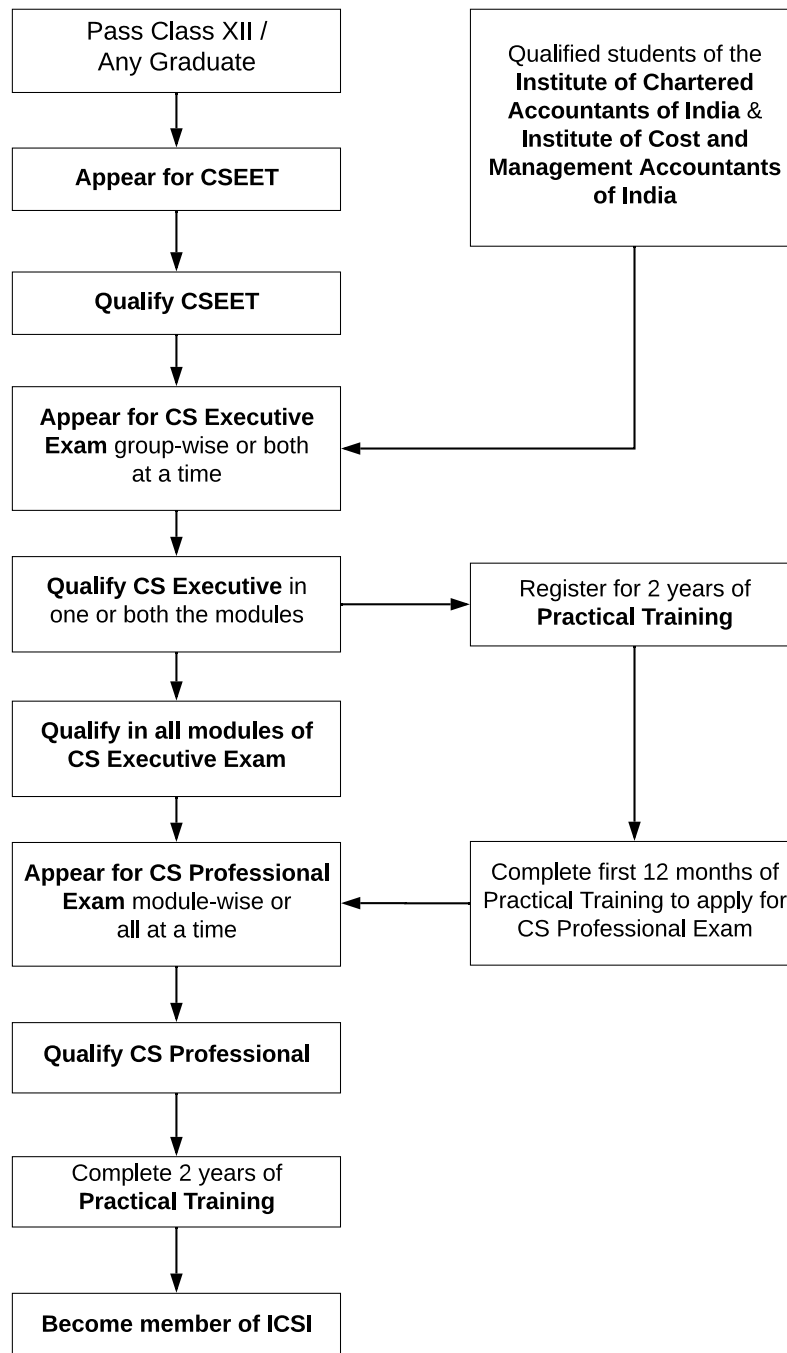 Pass Class XII /
Any Graduate
Qualified students of the
Institute of Chartered
Accountants of India &
Institute of Cost and
Management Accountants
of India
Appear for CSEET
Qualify CSEET
Appear for CS Executive
Exam group-wise or both
at a time
Qualify CS Executive in
one or both the modules
Register for 2 years of
Practical Training
Qualify in all modules of
CS Executive Exam
Appear for CS Professional
Exam module-wise or
all at a time
Complete first 12 months of
Practical Training to apply for
CS Professional Exam
Qualify CS Professional
Complete 2 years of
Practical Training
Become member of ICSI